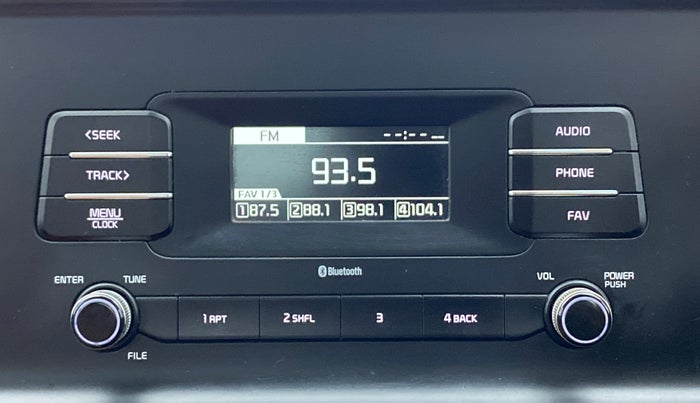 <SEEK
TRACK>
MENU
CLOCK
FM
--:-- --
93.5
FAV 1/3
1 87.5 2 88.1 3 98.1 4 104.1
AUDIO
PHONE
FAV
Bluetooth
ENTER TUNE
FILE
1 RPT 2 SHFL 3 4 BACK
VOL POWER
PUSH